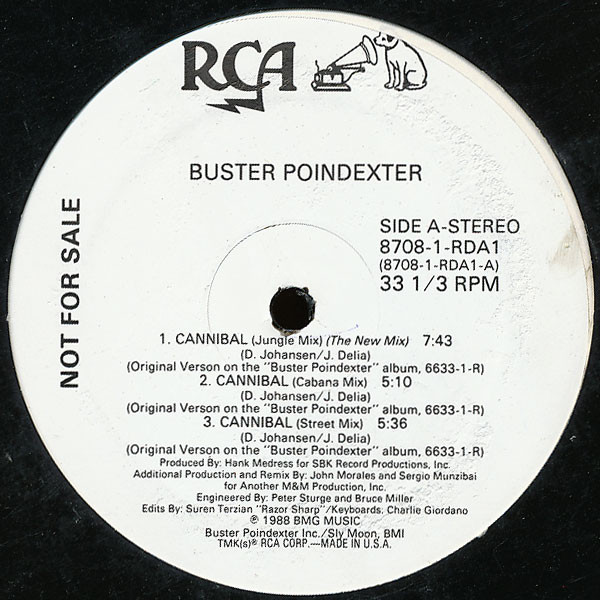 RCA
BUSTER POINDEXTER
NOT FOR SALE
SIDE A-STEREO
8708-1-RDA1
(8708-1-RDA1-A)
33 1/3 RPM
1. CANNIBAL (Jungle Mix) (The New Mix) 7:43
(D. Johansen/J. Delia)
(Original Verson on the "Buster Poindexter" album, 6633-1-R)
2. CANNIBAL (Cabana Mix) 5:10
(D. Johansen/J. Delia)
(Original Verson on the "Buster Poindexter" album, 6633-1-R)
3. CANNIBAL (Street Mix) 5:36
(D. Johansen/J. Delia)
(Original Verson on the "Buster Poindexter" album, 6633-1-R)
Produced By: Hank Medress for SBK Record Productions, Inc.
Additional Production and Remix By: John Morales and Sergio Munzibai
for Another M&M Production, Inc.
Engineered By: Peter Sturge and Bruce Miller
Edits By: Suren Terzian "Razor Sharp"/Keyboards: Charlie Giordano
℗ 1988 BMG MUSIC
Buster Poindexter Inc./Sly Moon, BMI
TMK(s)® RCA CORP.—MADE IN U.S.A.